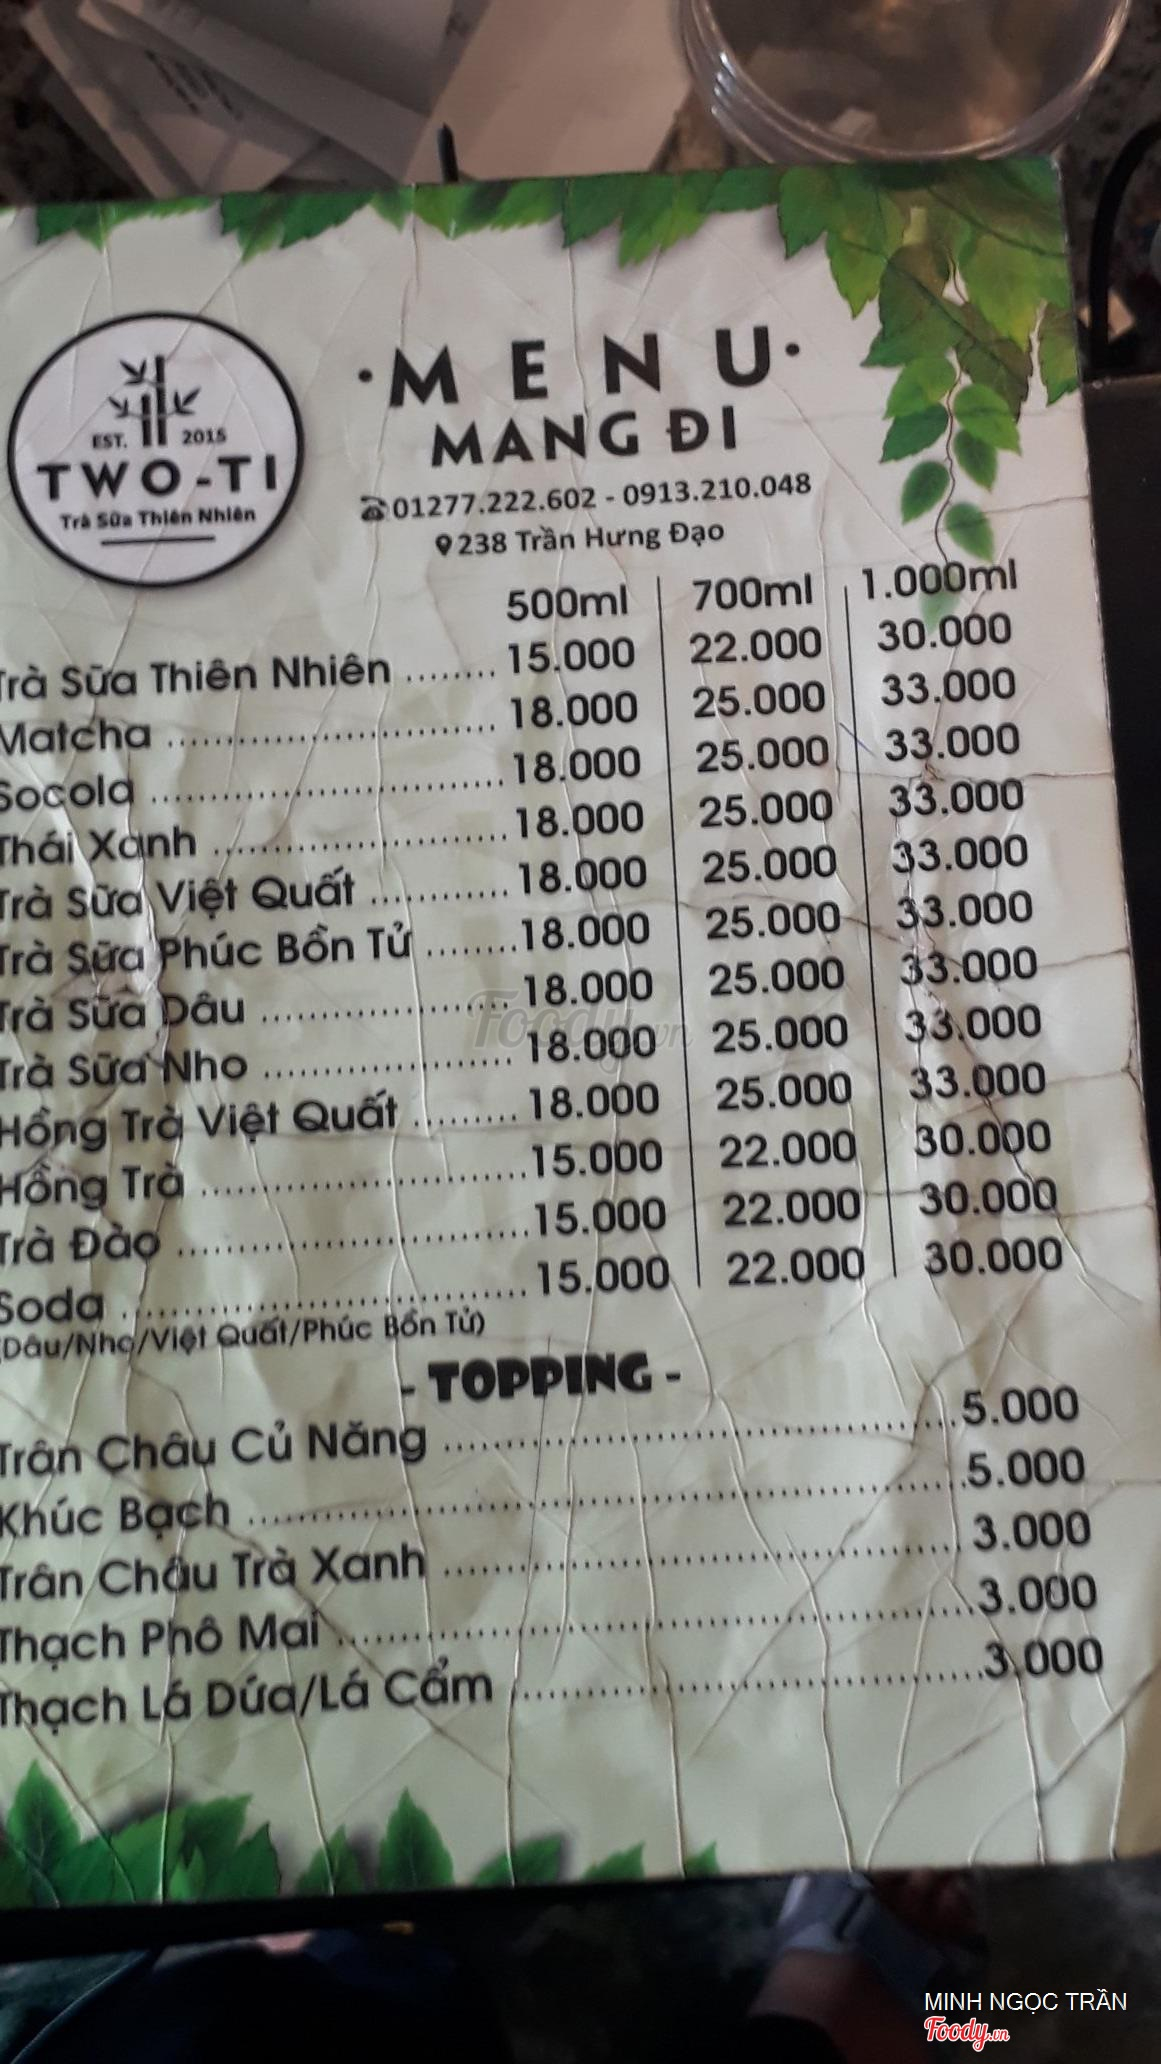 EST. 2015
TWO-TI
Trà Sữa Thiên Nhiên
·MENU·
MANG ĐI
☎01277.222.602 - 0913.210.048
238 Trần Hưng Đạo
500ml 700ml 1.000ml
Trà Sữa Thiên Nhiên ........ 15.000 22.000 30.000
Matcha ............................ 18.000 25.000 33.000
Socola .............................. 18.000 25.000 33.000
Thái Xanh ......................... 18.000 25.000 33.000
Trà Sữa Việt Quất ............ 18.000 25.000 33.000
Trà Sữa Phúc Bồn Tử ........ 18.000 25.000 33.000
Trà Sữa Dâu ..................... 18.000 25.000 33.000
Trà Sữa Nho ..................... 18.000 25.000 33.000
Hồng Trà Việt Quất ......... 18.000 25.000 33.000
Hồng Trà ............................ 15.000 22.000 30.000
Trà Đào .............................. 15.000 22.000 30.000
Soda ................................... 15.000 22.000 30.000
(Dâu/Nho/Việt Quất/Phúc Bồn Tử)
- TOPPING -
Trân Châu Củ Năng ............................................ 5.000
Khúc Bạch ............................................................ 5.000
Trân Châu Trà Xanh ............................................ 3.000
Thạch Phô Mai ..................................................... 3.000
Thạch Lá Dứa/Lá Cẩm ........................................ 3.000
Foody.vn
MINH NGỌC TRẦN
Foody.vn